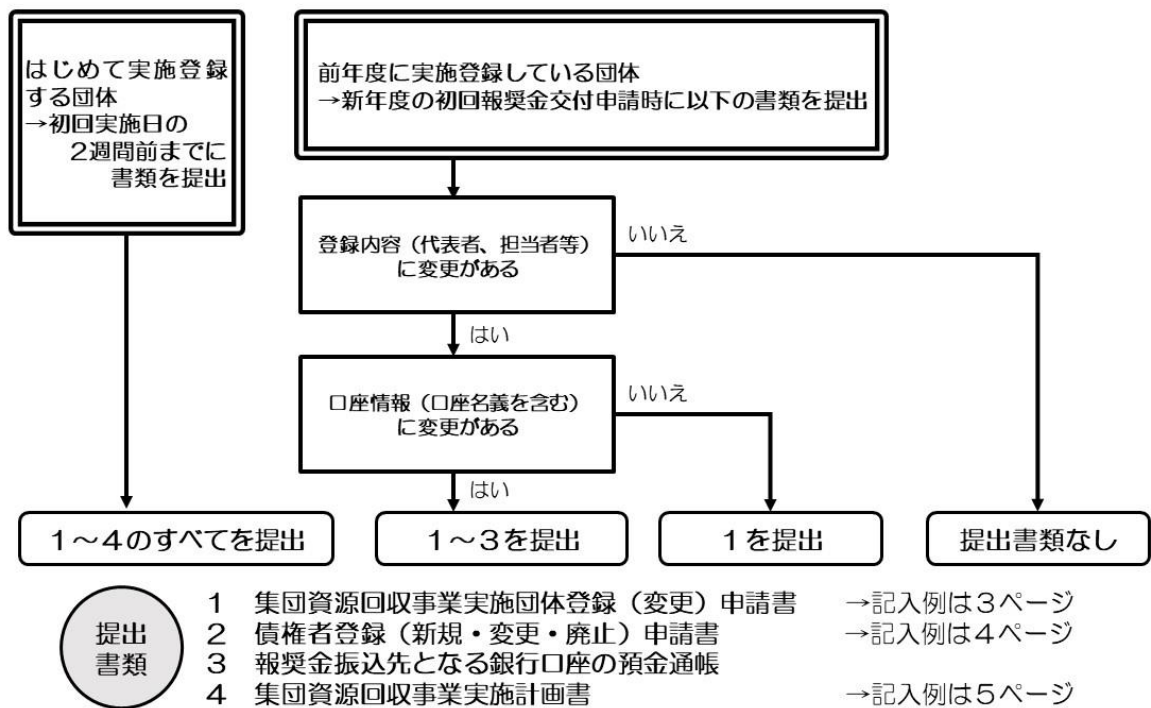 はじめて実施登録
する団体
→初回実施日の
2週間前までに
書類を提出
前年度に実施登録している団体
→新年度の初回報奨金交付申請時に以下の書類を提出
登録内容（代表者、担当者等）
に変更がある
いいえ
はい
口座情報（口座名義を含む）
に変更がある
いいえ
はい
1～4のすべてを提出
1～3を提出
1を提出
提出書類なし
提出
書類
1 集団資源回収事業実施団体登録（変更）申請書 →記入例は3ページ
2 債権者登録（新規・変更・廃止）申請書 →記入例は4ページ
3 報奨金振込先となる銀行口座の預金通帳
4 集団資源回収事業実施計画書 →記入例は5ページ